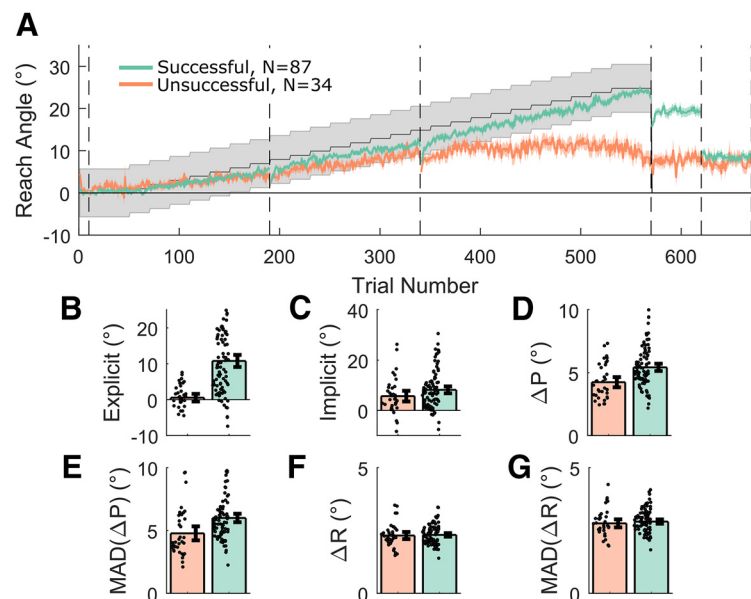 A
Reach Angle (°)
30
20
10
0
-10
Successful, N=87
Unsuccessful, N=34
0 100 200 300 400 500 600
Trial Number
B
Explicit (°)
20
10
0
-10
C
Implicit (°)
40
20
0
D
ΔP (°)
10
5
0
E
MAD(ΔP) (°)
10
5
0
F
ΔR (°)
5
0
G
MAD(ΔR) (°)
5
0